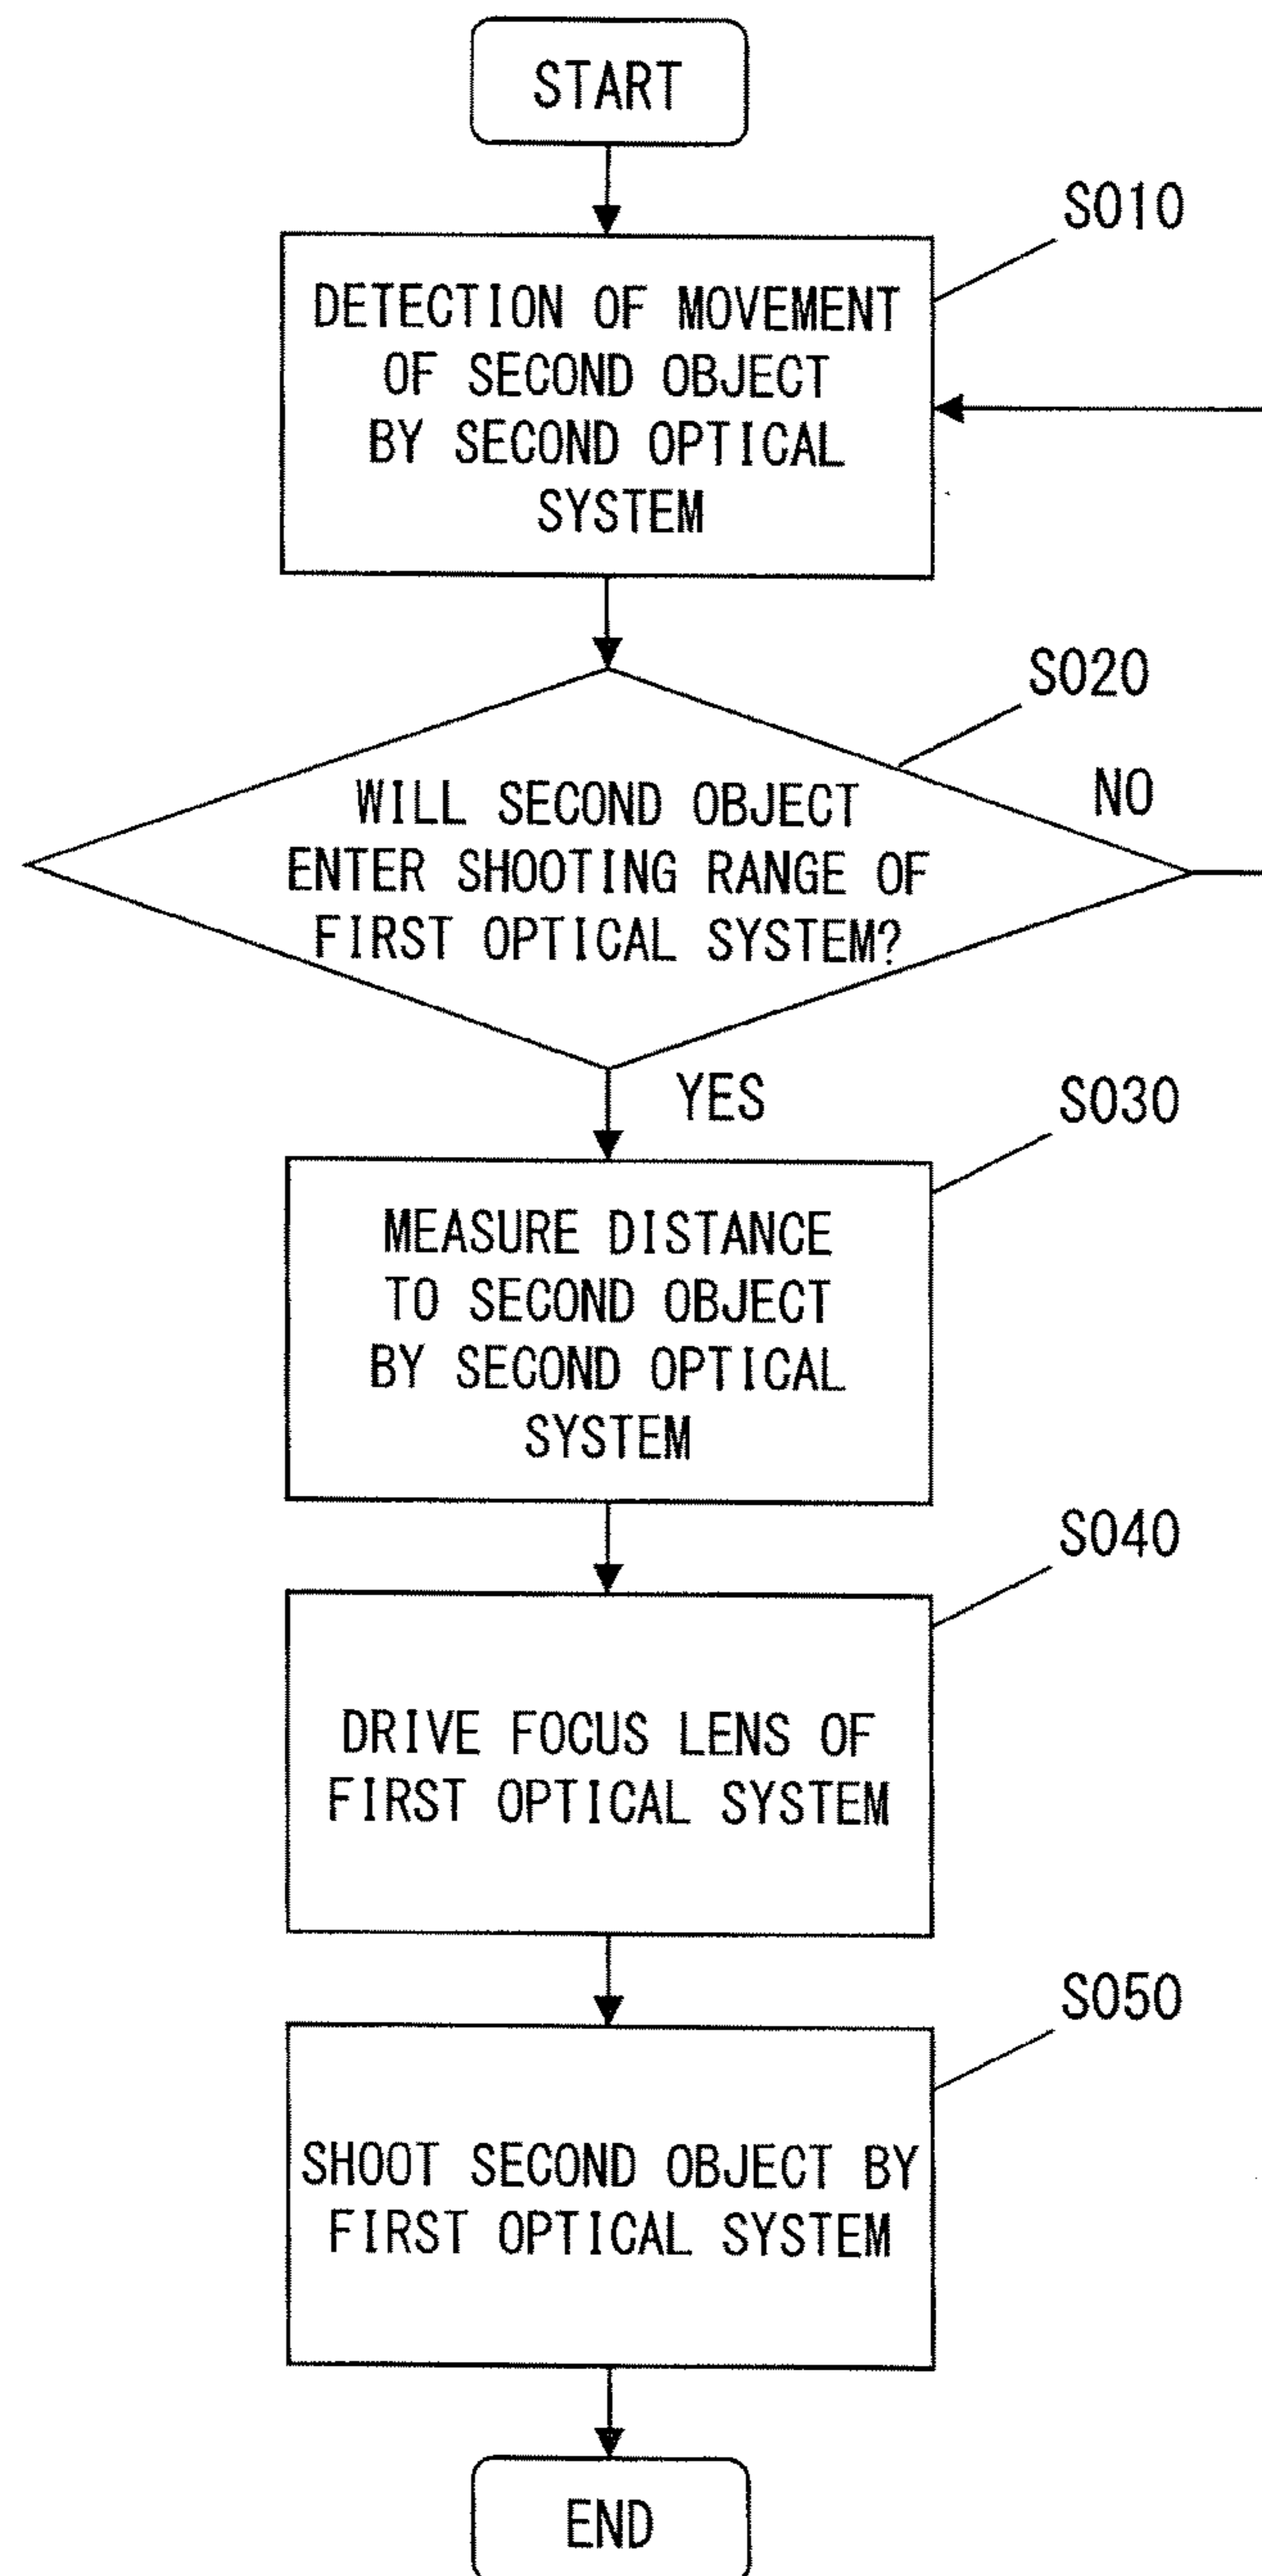 START
S010
DETECTION OF MOVEMENT
OF SECOND OBJECT
BY SECOND OPTICAL
SYSTEM
S020
NO
WILL SECOND OBJECT
ENTER SHOOTING RANGE OF
FIRST OPTICAL SYSTEM?
YES
S030
MEASURE DISTANCE
TO SECOND OBJECT
BY SECOND OPTICAL
SYSTEM
S040
DRIVE FOCUS LENS OF
FIRST OPTICAL SYSTEM
S050
SHOOT SECOND OBJECT BY
FIRST OPTICAL SYSTEM
END